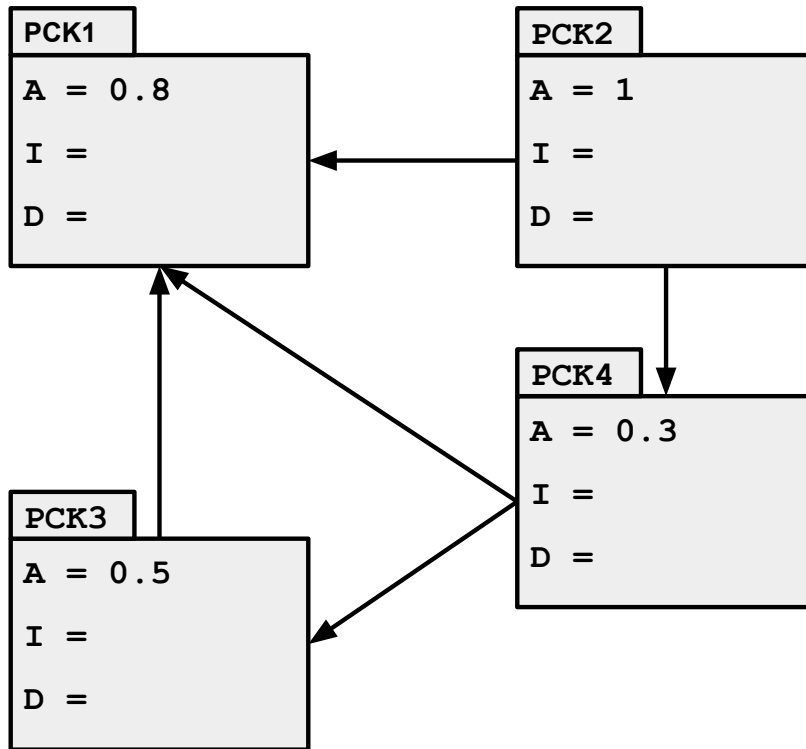 PCK1
A = 0.8
I =
D =
PCK2
A = 1
I =
D =
PCK3
A = 0.5
I =
D =
PCK4
A = 0.3
I =
D =